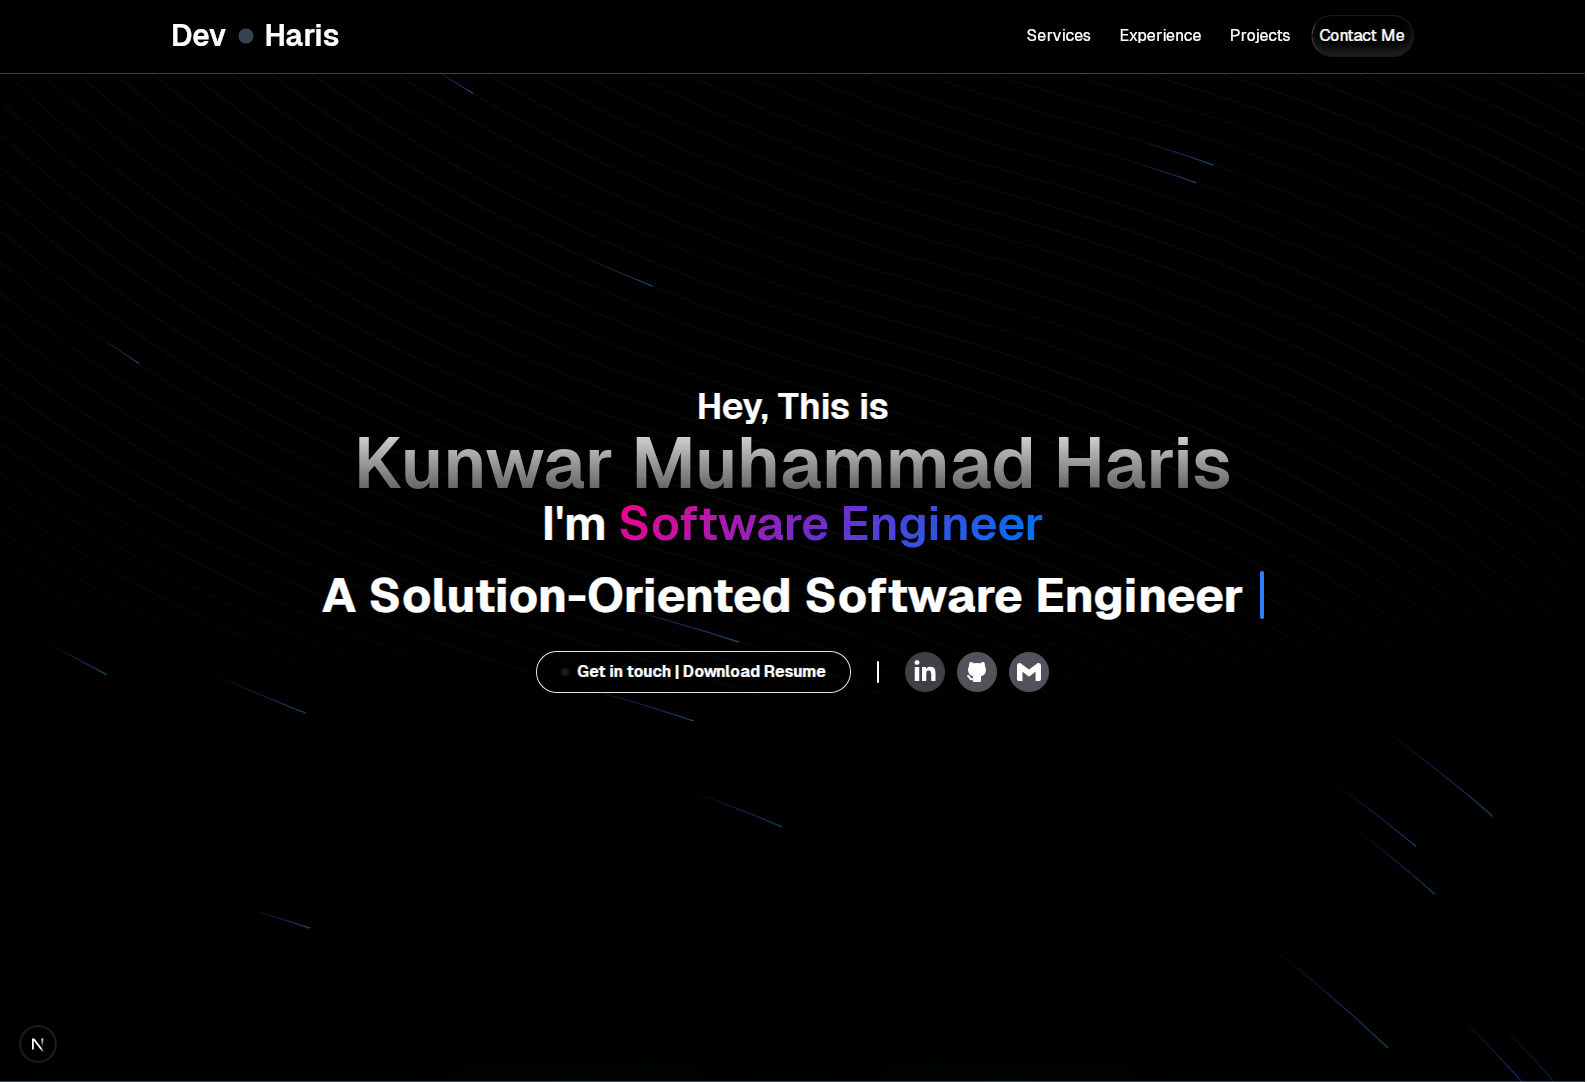 Dev Haris
Services Experience Projects Contact Me
Hey, This is
Kunwar Muhammad Haris
I'm Software Engineer
A Solution-Oriented Software Engineer
Get in touch | Download Resume
in
N